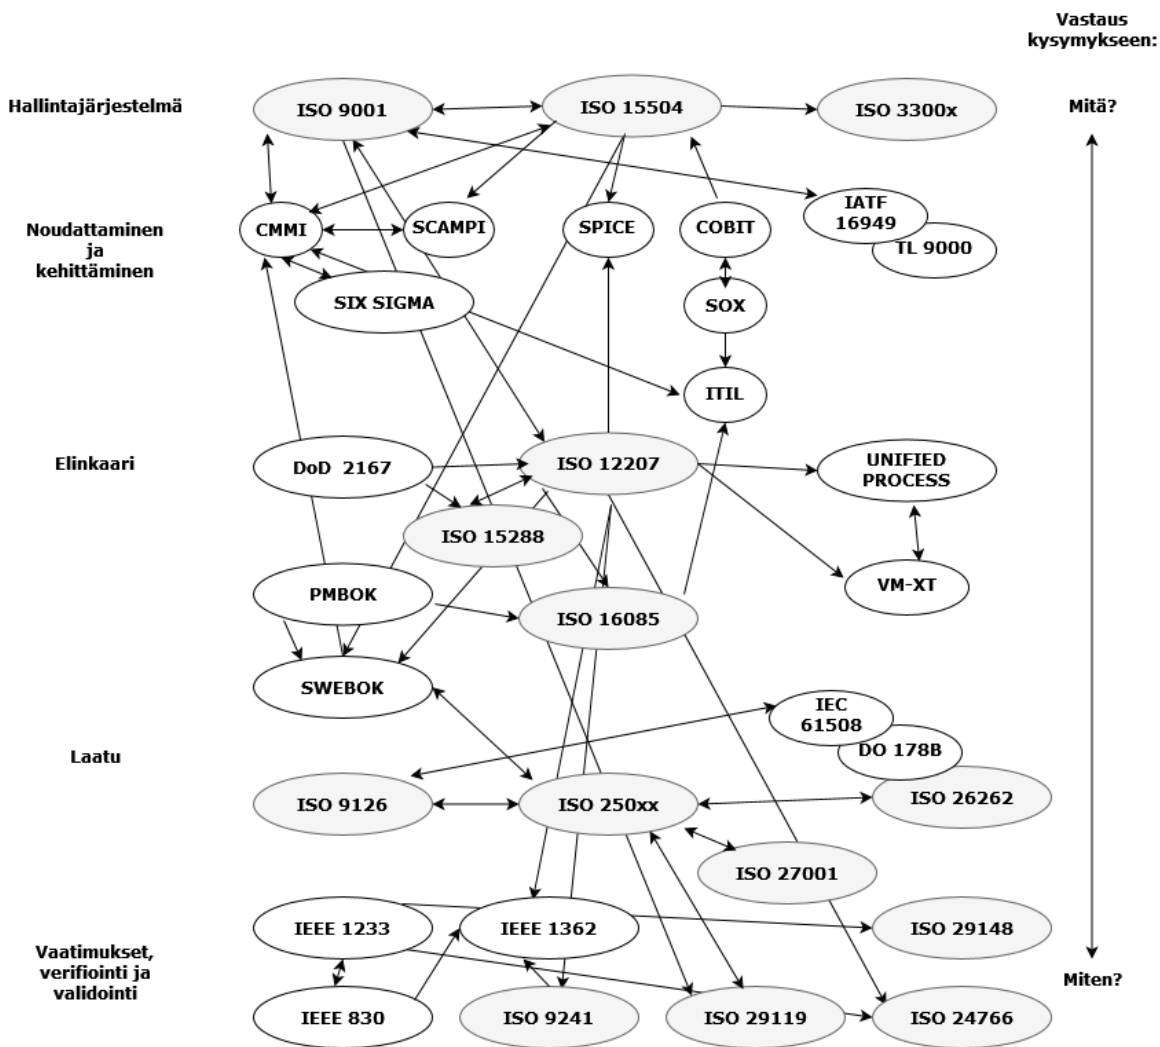 Vastaus
kysymykseen:
Hallintajärjestelmä
ISO 9001
ISO 15504
ISO 3300x
Mitä?
Noudattaminen
ja
kehittäminen
CMMI
SCAMPI
SPICE
COBIT
IATF
16949
TL 9000
SIX SIGMA
SOX
ITIL
Elinkaari
DoD 2167
ISO 12207
UNIFIED
PROCESS
ISO 15288
VM-XT
PMBOK
ISO 16085
SWEBOK
Laatu
IEC
61508
DO 178B
ISO 9126
ISO 250xx
ISO 26262
ISO 27001
Vaatimukset,
verifiointi ja
validointi
IEEE 1233
IEEE 1362
ISO 29148
Miten?
IEEE 830
ISO 9241
ISO 29119
ISO 24766